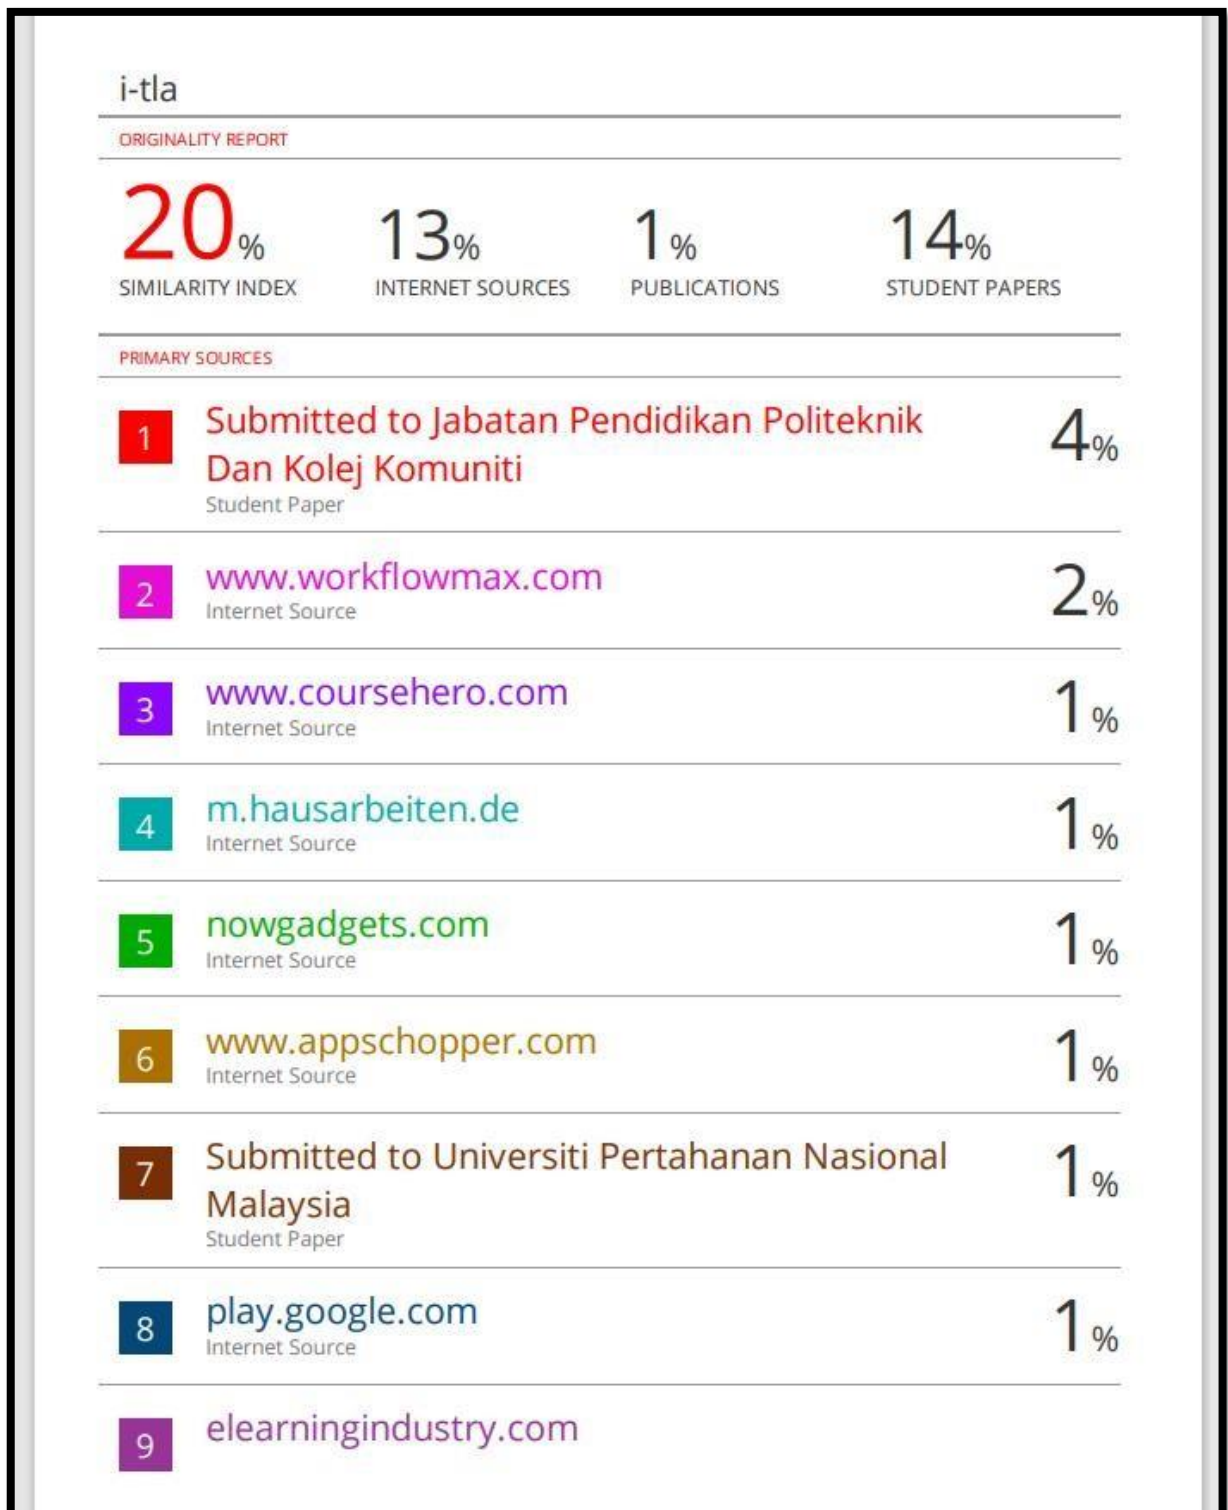 i-tla
ORIGINALITY REPORT
20%
13%
1%
14%
SIMILARITY INDEX
INTERNET SOURCES
PUBLICATIONS
STUDENT PAPERS
PRIMARY SOURCES
1
Submitted to Jabatan Pendidikan Politeknik
Dan Kolej Komuniti
Student Paper
4%
2
www.workflowmax.com
Internet Source
2%
3
www.coursehero.com
Internet Source
1%
4
m.hausarbeiten.de
Internet Source
1%
5
nowgadgets.com
Internet Source
1%
6
www.appschopper.com
Internet Source
1%
7
Submitted to Universiti Pertahanan Nasional
Malaysia
Student Paper
1%
8
play.google.com
Internet Source
1%
9
elearningindustry.com